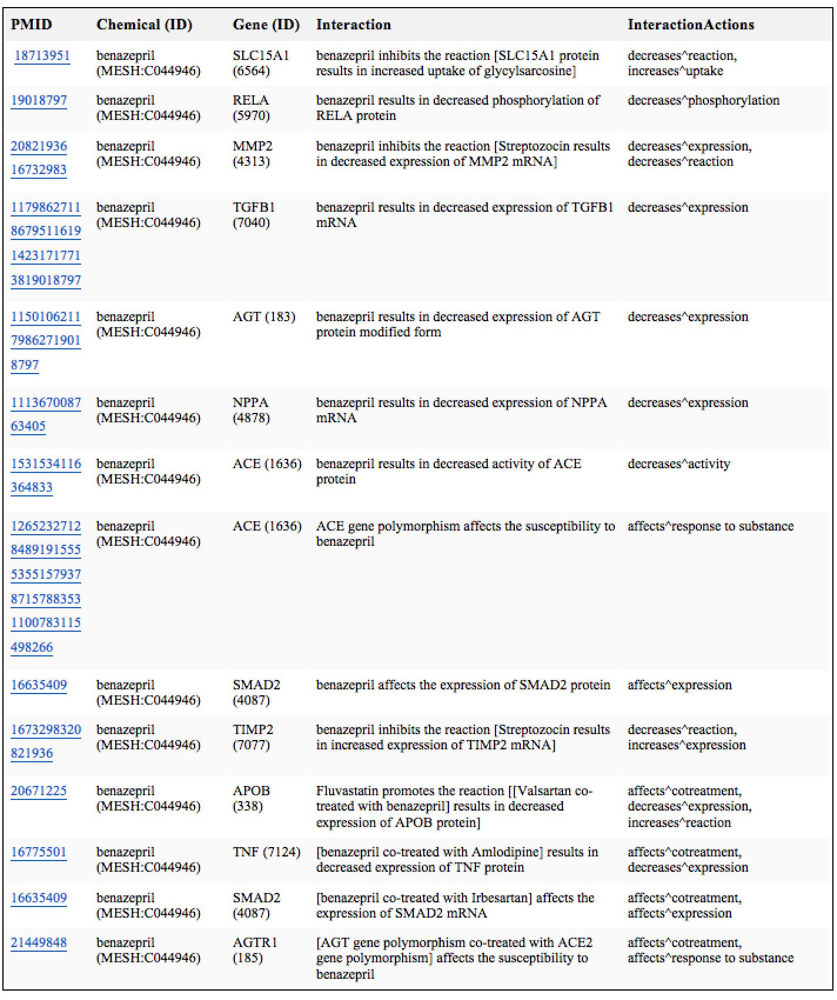 PMID Chemical (ID) Gene (ID) Interaction InteractionActions
18713951 benazepril SLC15A1 benazepril inhibits the reaction [SLC15A1 protein decreases^reaction,
(MESH:C044946) (6564) results in increased uptake of glycylsarcosine] increases^uptake
19018797 benazepril RELA benazepril results in decreased phosphorylation of decreases^phosphorylation
(MESH:C044946) (5970) RELA protein
20821936 benazepril MMP2 benazepril inhibits the reaction [Streptozocin results decreases^expression,
16732983 (MESH:C044946) (4313) in decreased expression of MMP2 mRNA] decreases^reaction
1179862711 benazepril TGFB1 benazepril results in decreased expression of TGFB1 decreases^expression
8679511619 (MESH:C044946) (7040) mRNA
1423171771
3819018797
1150106211 benazepril AGT (183) benazepril results in decreased expression of AGT decreases^expression
7986271901 (MESH:C044946) protein modified form
8797
1113670087 benazepril NPPA benazepril results in decreased expression of NPPA decreases^expression
63405 (MESH:C044946) (4878) mRNA
1531534116 benazepril ACE (1636) benazepril results in decreased activity of ACE decreases^activity
364833 (MESH:C044946) protein
1265232712 benazepril ACE (1636) ACE gene polymorphism affects the susceptibility to affects^response to substance
8489191555 (MESH:C044946) benazepril
5355157937
8715788353
1100783115
498266
16635409 benazepril SMAD2 benazepril affects the expression of SMAD2 protein affects^expression
(MESH:C044946) (4087)
1673298320 benazepril TIMP2 benazepril inhibits the reaction [Streptozocin results decreases^reaction,
821936 (MESH:C044946) (7077) in increased expression of TIMP2 mRNA] increases^expression
20671225 benazepril APOB Fluvastatin promotes the reaction [[Valsartan co- affects^cotreatment,
(MESH:C044946) (338) treated with benazepril] results in decreased decreases^expression,
expression of APOB protein] increases^reaction
16775501 benazepril TNF (7124) [benazepril co-treated with Amlodipine] results in affects^cotreatment,
(MESH:C044946) decreased expression of TNF protein decreases^expression
16635409 benazepril SMAD2 [benazepril co-treated with Irbesartan] affects the affects^cotreatment,
(MESH:C044946) (4087) expression of SMAD2 mRNA affects^expression
21449848 benazepril AGTR1 [AGT gene polymorphism co-treated with ACE2 affects^cotreatment,
(MESH:C044946) (185) gene polymorphism] affects the susceptibility to affects^response to substance
benazepril